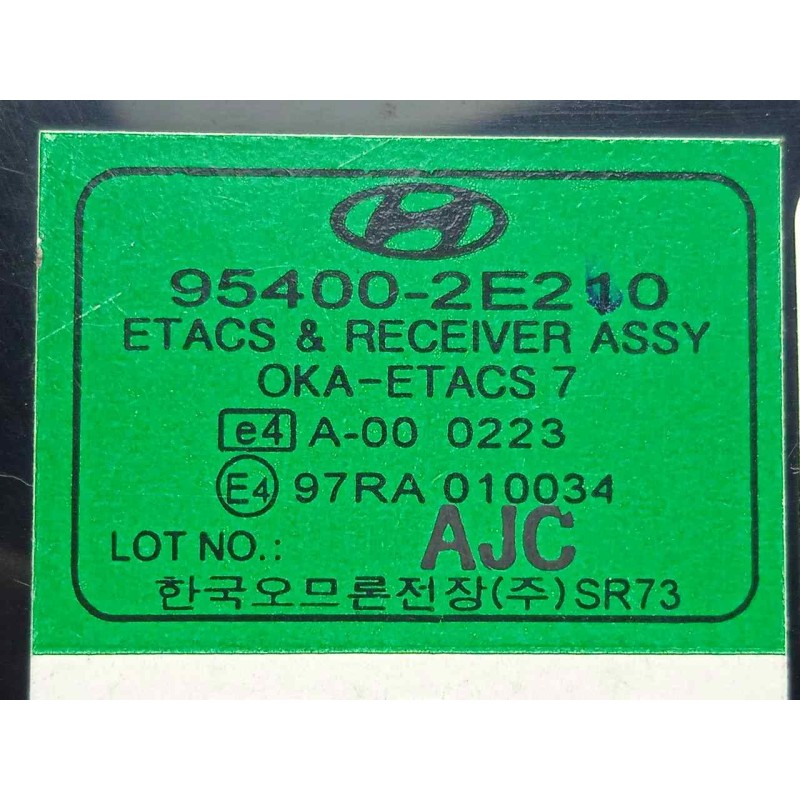 95400-2E210
ETACS & RECEIVER ASSY
OKA-ETACS 7
e4 A-00 0223
E4 97RA 010034
LOT NO.: AJC
한국오므론전장(주)SR73